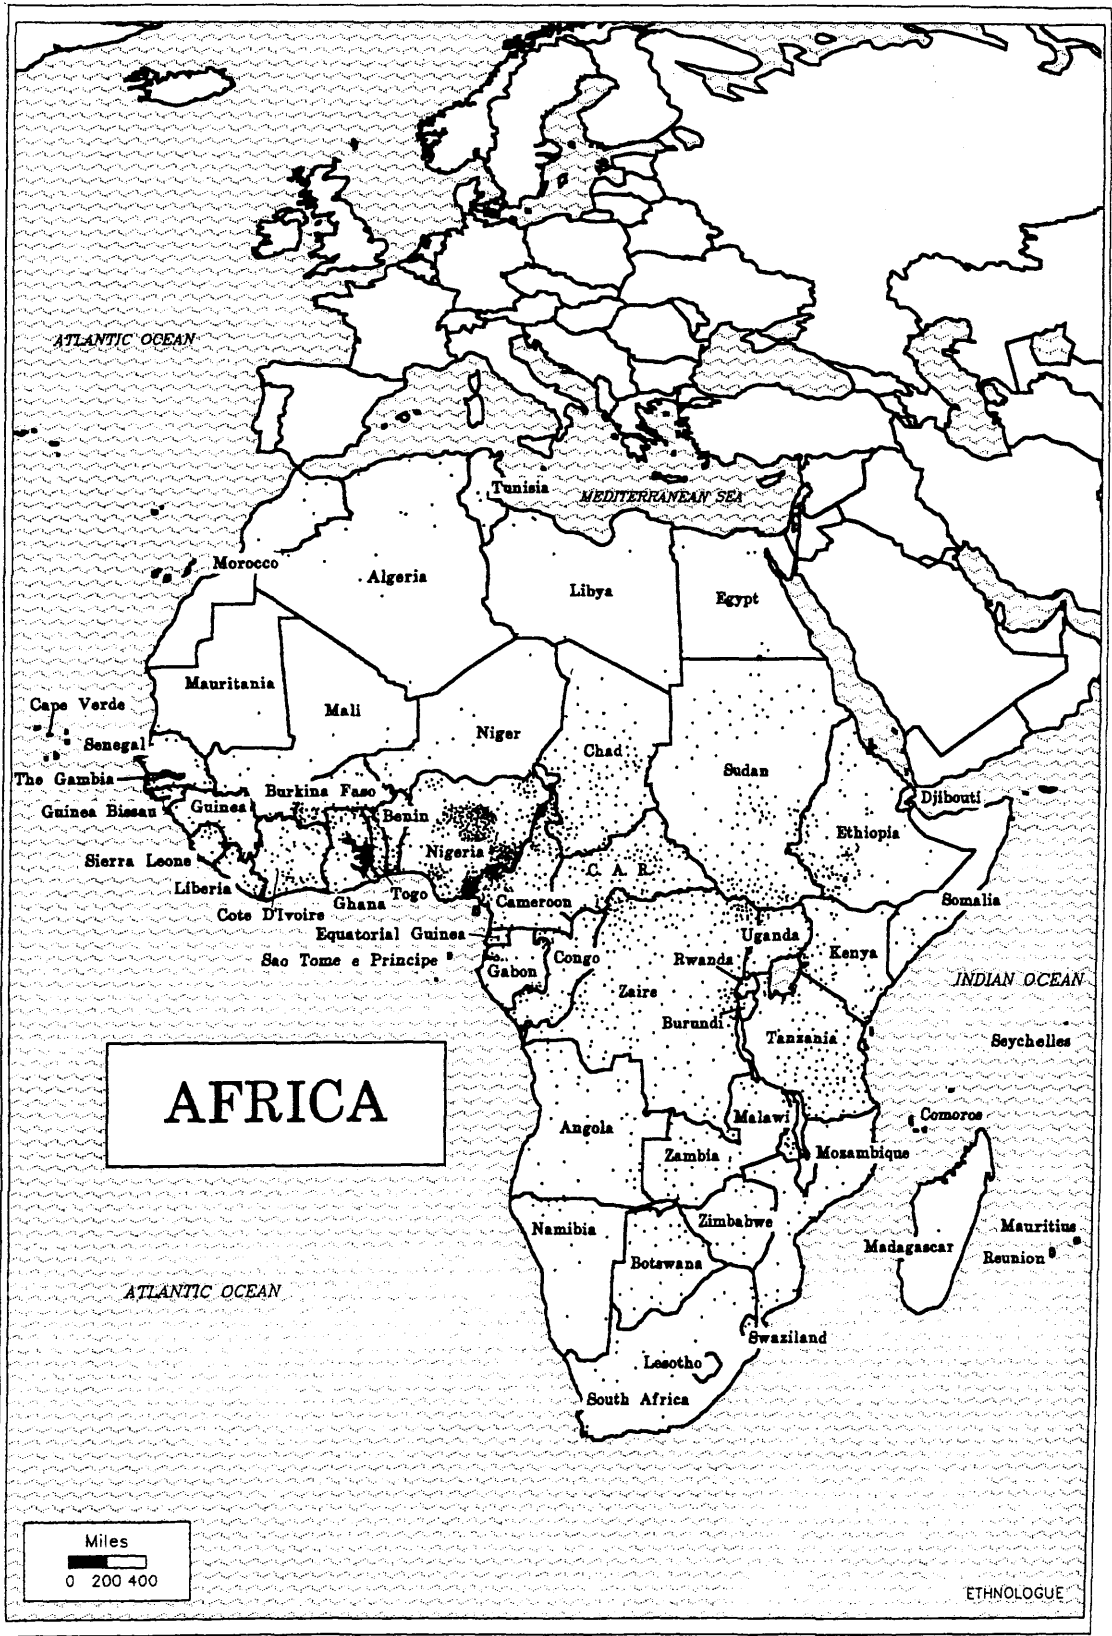 ATLANTIC OCEAN
Tunisia
MEDITERRANEAN SEA
Morocco
Algeria
Libya
Egypt
Mauritania
Cape Verde
Mali
Niger
Senegal
Chad
Sudan
The Gambia
Burkina Faso
Djibouti
Guinea Bissau
Guinea
Benin
Ethiopia
Nigeria
Sierra Leone
C. A. R.
Liberia
Togo
Somalia
Ghana
Cameroon
Cote D'Ivoire
Equatorial Guinea
Uganda
Kenya
Sao Tome e Principe
Congo
Rwanda
Gabon
INDIAN OCEAN
Zaire
Burundi
Tanzania
Seychelles
AFRICA
Malawi
Comoros
Angola
Zambia
Mozambique
Namibia
Zimbabwe
Mauritius
Madagascar
Reunion
Botswana
ATLANTIC OCEAN
Swaziland
Lesotho
South Africa
Miles
0 200 400
ETHNOLOGUE